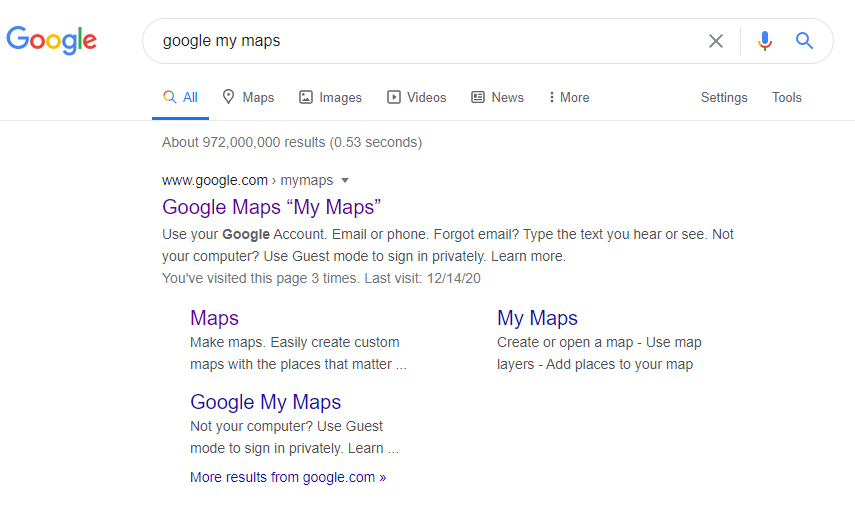 Google
google my maps
All Maps Images Videos News More Settings Tools
About 972,000,000 results (0.53 seconds)
www.google.com › mymaps
Google Maps “My Maps”
Use your Google Account. Email or phone. Forgot email? Type the text you hear or see. Not
your computer? Use Guest mode to sign in privately. Learn more.
You've visited this page 3 times. Last visit: 12/14/20
Maps
Make maps. Easily create custom
maps with the places that matter ...
My Maps
Create or open a map - Use map
layers - Add places to your map
Google My Maps
Not your computer? Use Guest
mode to sign in privately. Learn ...
More results from google.com »